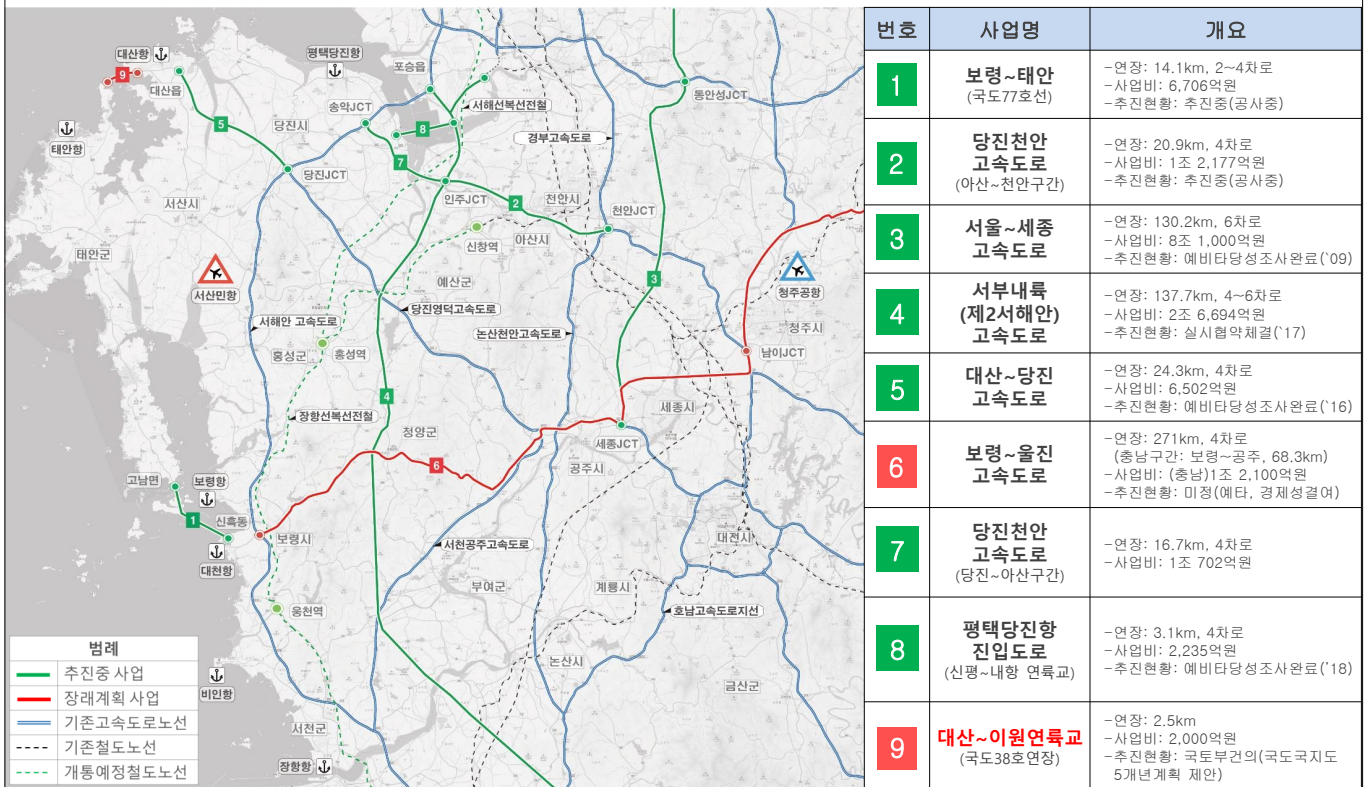 대산항
9
대산읍
평택당진항
포승읍
송악JCT
서해선복선전철
동안성JCT
경부고속도로
태안항
당진시
5
8
7
당진JCT
서산시
인주JCT
2
천안시
천안JCT
신창역
아산시
태안군
서산민항
예산군
3
청주공항
당진영덕고속도로
서해안 고속도로
논산천안고속도로
청주시
홍성군
홍성역
남이JCT
4
장항선복선전철
세종시
청양군
세종JCT
6
공주시
고남면
보령항
1
신흑동
보령시
대천항
서천공주고속도로
대전시
부여군
계룡시
웅천역
호남고속도로지선
논산시
금산군
비인항
서천군
장항항
범례
추진중 사업
장래계획 사업
기존고속도로노선
기존철도노선
개통예정철도노선
번호 사업명 개요
1
보령~태안
(국도77호선)
-연장: 14.1km, 2~4차로
-사업비: 6,706억원
-추진현황: 추진중(공사중)
2
당진천안
고속도로
(아산~천안구간)
-연장: 20.9km, 4차로
-사업비: 1조 2,177억원
-추진현황: 추진중(공사중)
3
서울~세종
고속도로
-연장: 130.2km, 6차로
-사업비: 8조 1,000억원
-추진현황: 예비타당성조사완료(`09)
4
서부내륙
(제2서해안)
고속도로
-연장: 137.7km, 4~6차로
-사업비: 2조 6,694억원
-추진현황: 실시협약체결(`17)
5
대산~당진
고속도로
-연장: 24.3km, 4차로
-사업비: 6,502억원
-추진현황: 예비타당성조사완료(`16)
6
보령~울진
고속도로
-연장: 271km, 4차로
(충남구간: 보령~공주, 68.3km)
-사업비: (충남)1조 2,100억원
-추진현황: 미정(예타, 경제성결여)
7
당진천안
고속도로
(당진~아산구간)
-연장: 16.7km, 4차로
-사업비: 1조 702억원
8
평택당진항
진입도로
(신평~내항 연륙교)
-연장: 3.1km, 4차로
-사업비: 2,235억원
-추진현황: 예비타당성조사완료('18)
9
대산~이원연륙교
(국도38호연장)
-연장: 2.5km
-사업비: 2,000억원
-추진현황: 국토부건의(국도국지도
5개년계획 제안)